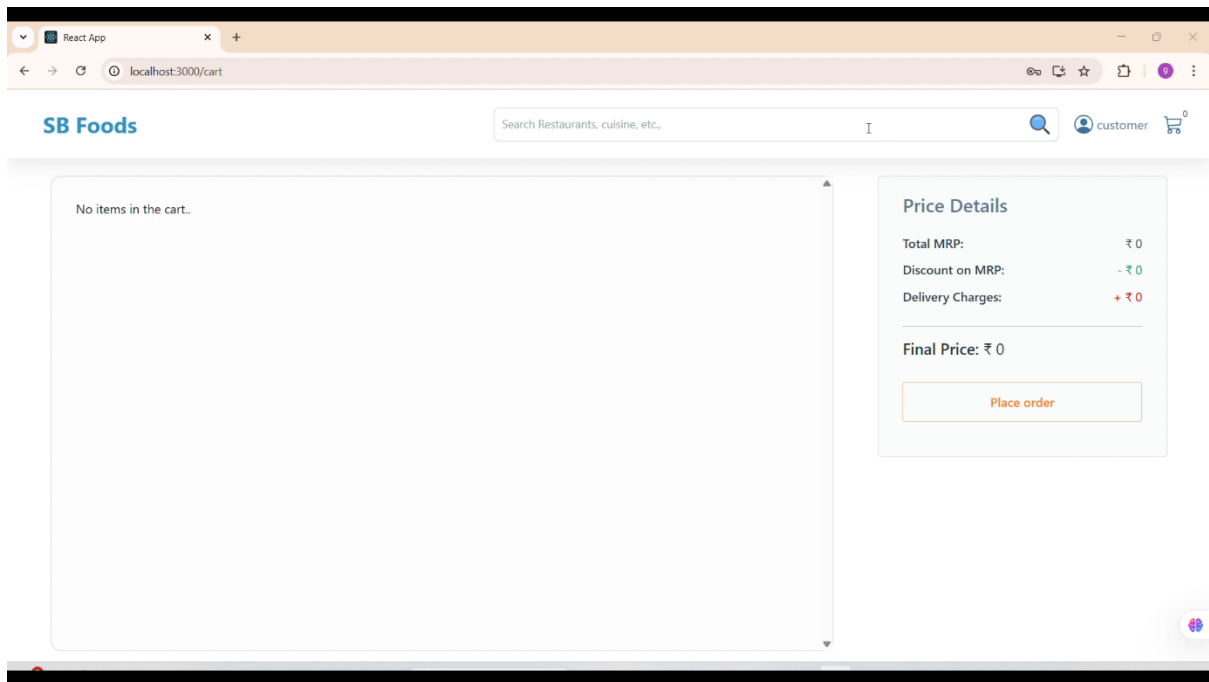 React App
localhost:3000/cart
g
SB Foods
Search Restaurants, cuisine, etc.,
customer
0
No items in the cart..
Price Details
Total MRP: ₹ 0
Discount on MRP: - ₹ 0
Delivery Charges: + ₹ 0
Final Price: ₹ 0
Place order